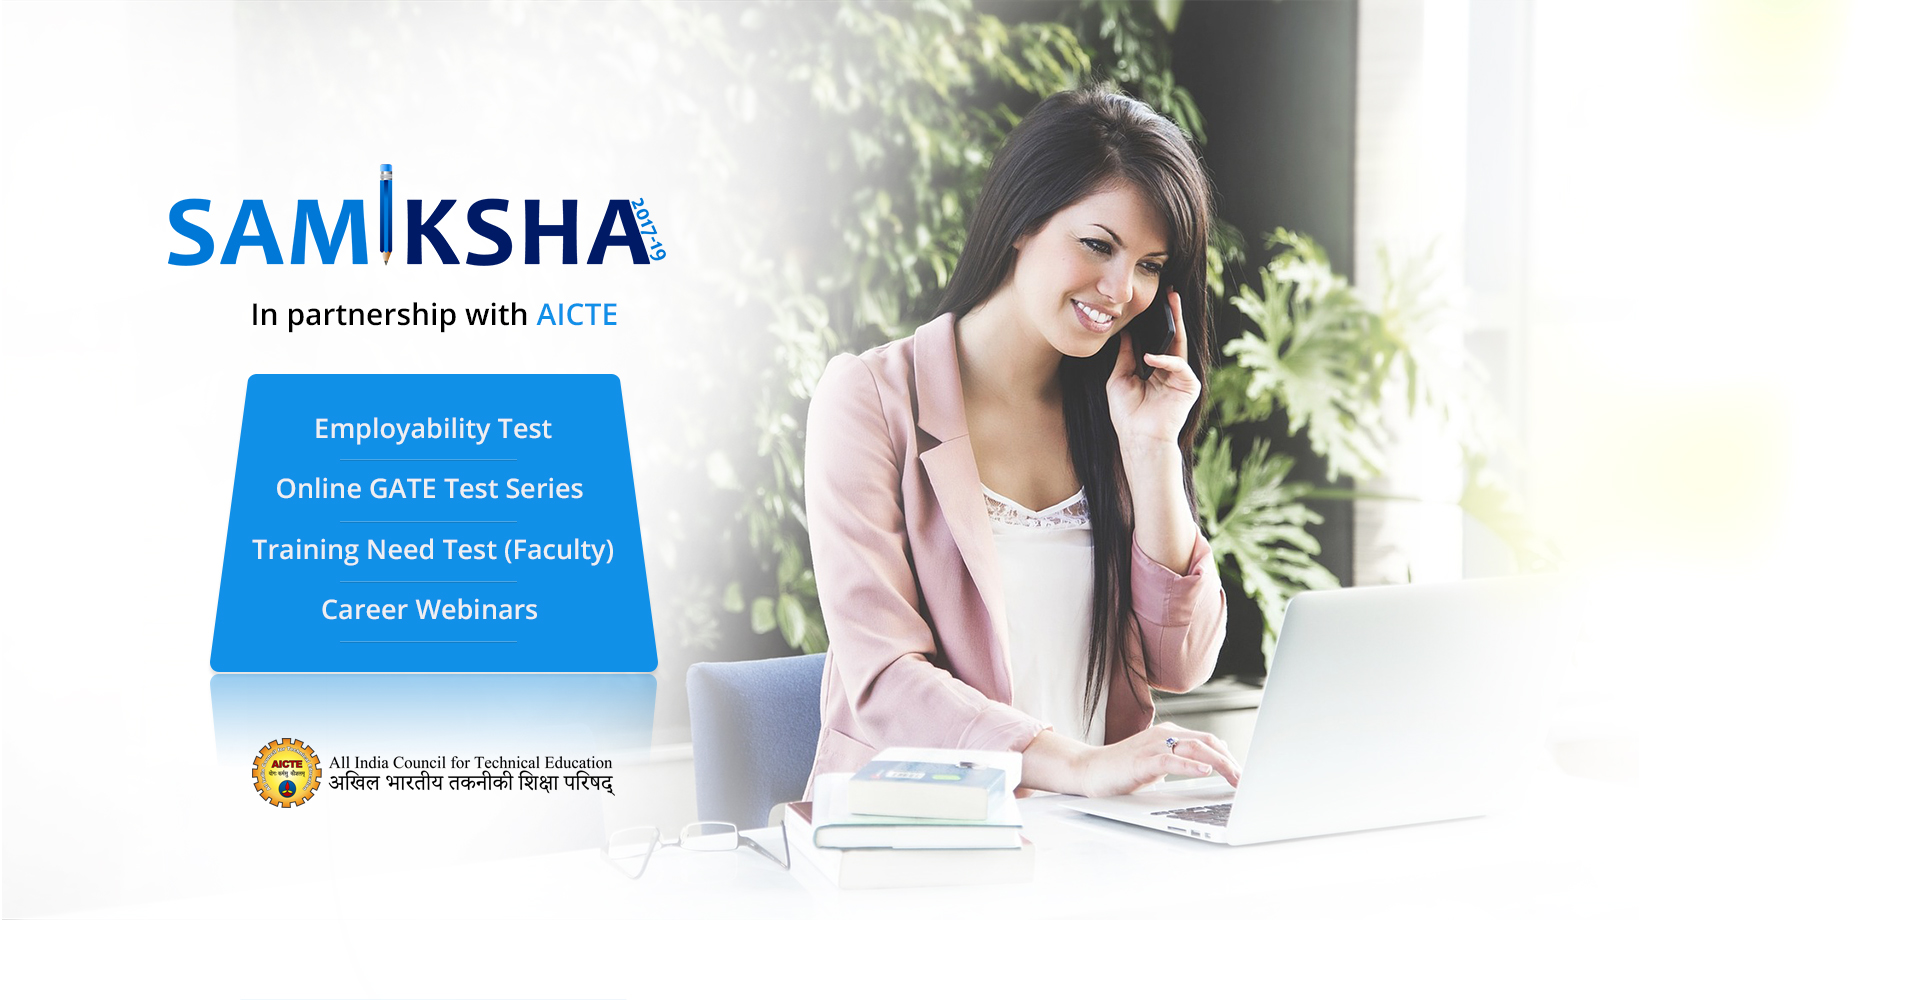 SAMIKSHA 2017-19
In partnership with AICTE
Employability Test
Online GATE Test Series
Training Need Test (Faculty)
Career Webinars
AICTE
All India Council for Technical Education
अखिल भारतीय तकनीकी शिक्षा परिषद्